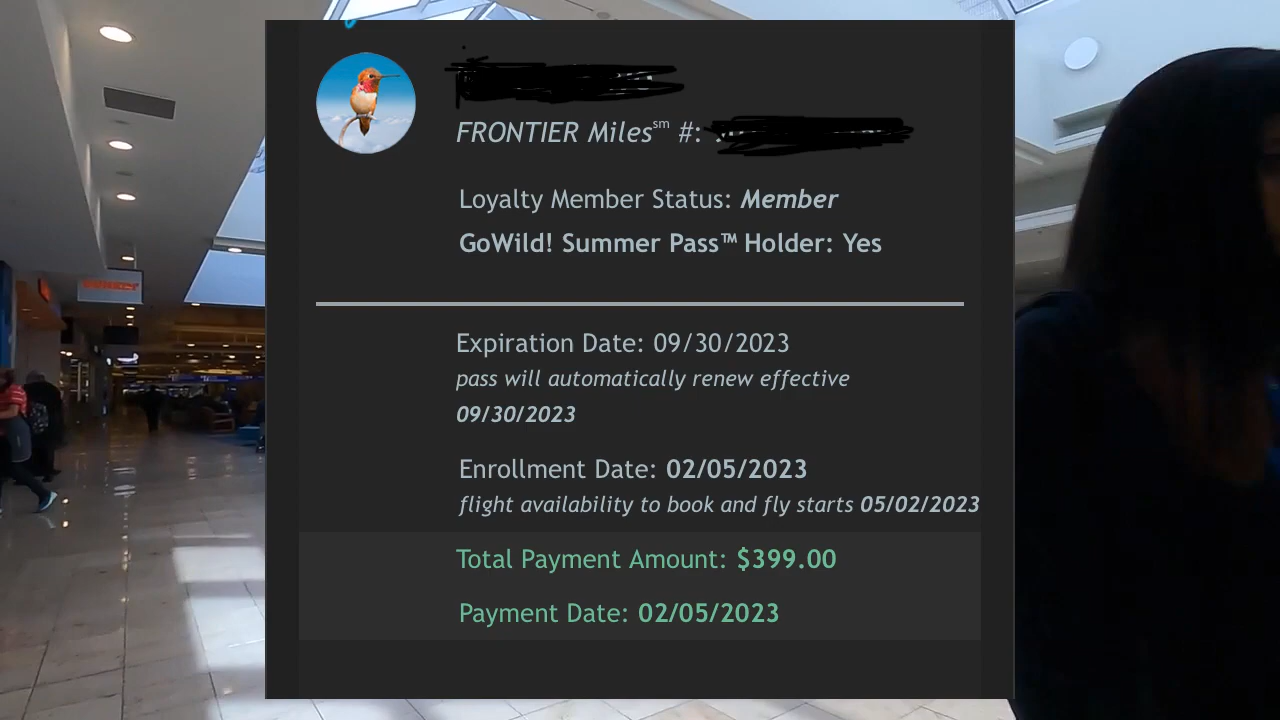 FRONTIER Miles℠ #:
Loyalty Member Status: Member
GoWild! Summer Pass™ Holder: Yes
Expiration Date: 09/30/2023
pass will automatically renew effective
09/30/2023
Enrollment Date: 02/05/2023
flight availability to book and fly starts 05/02/2023
Total Payment Amount: $399.00
Payment Date: 02/05/2023